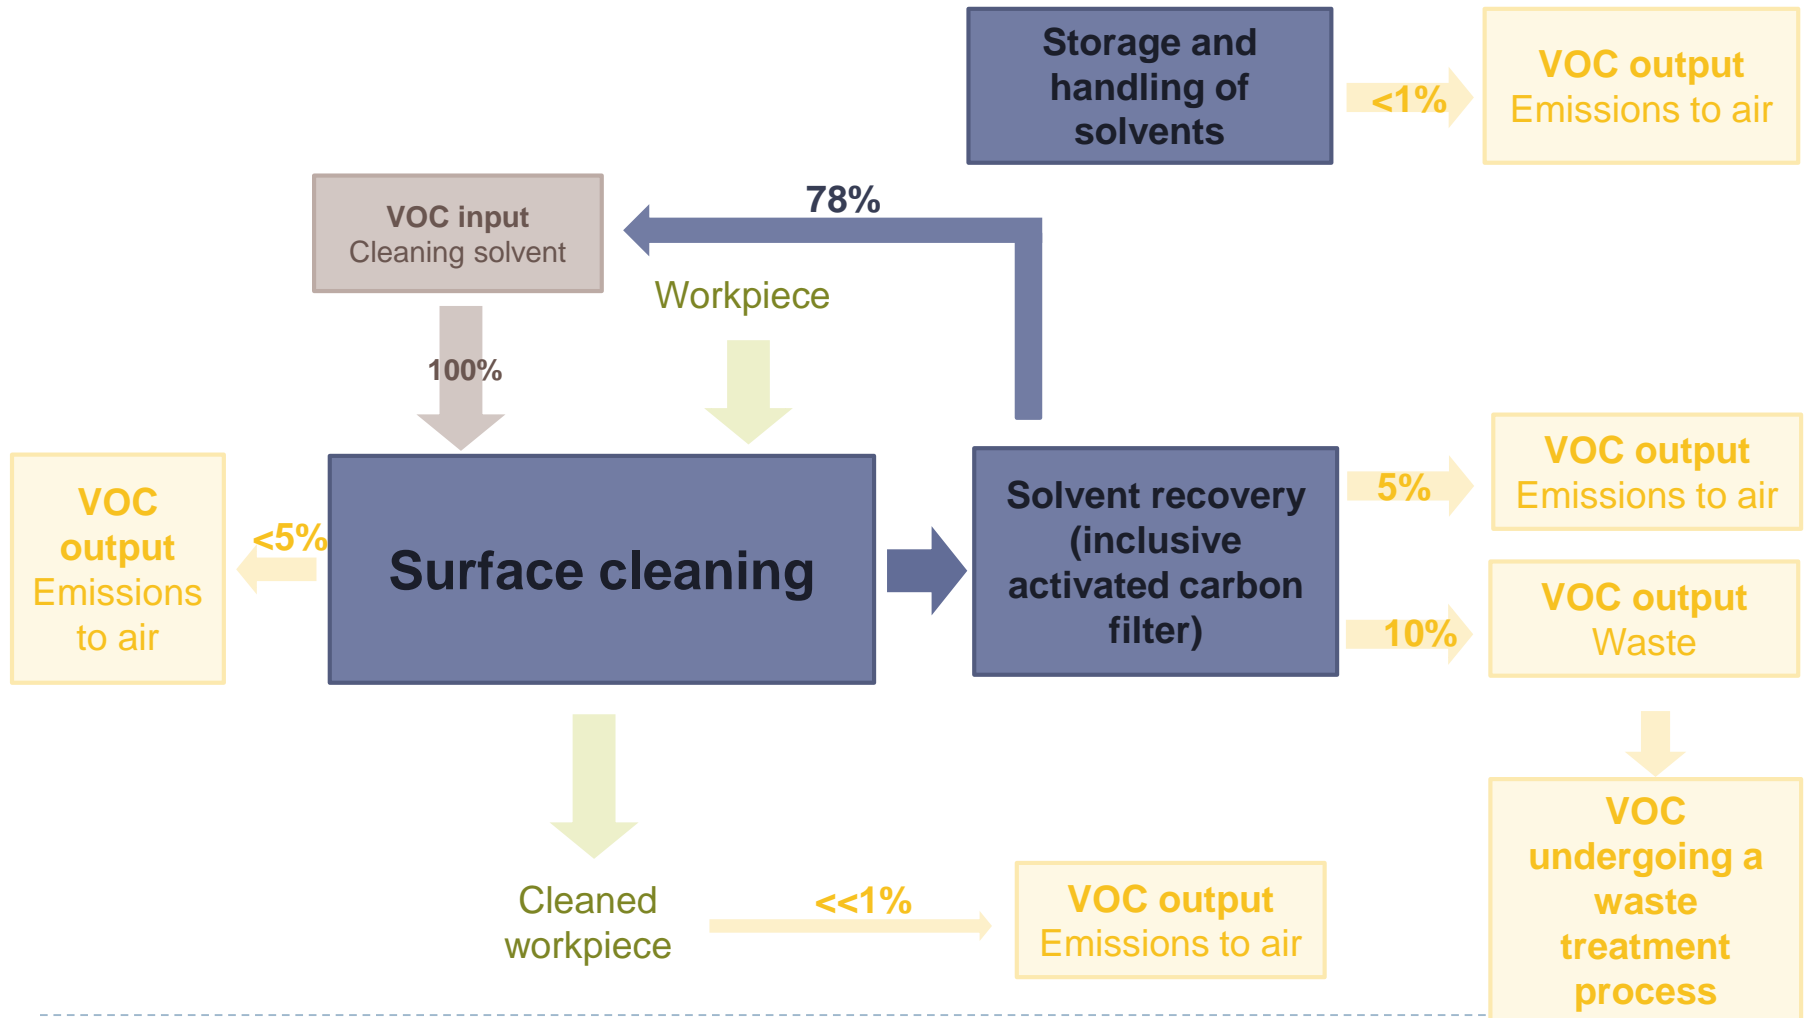 Storage and
handling of
solvents
<1%
VOC output
Emissions to air
VOC input
Cleaning solvent
78%
Workpiece
100%
VOC
output
Emissions
to air
<5%
Surface cleaning
Solvent recovery
(inclusive
activated carbon
filter)
5%
VOC output
Emissions to air
10%
VOC output
Waste
Cleaned
workpiece
<<1%
VOC output
Emissions to air
VOC
undergoing a
waste
treatment
process